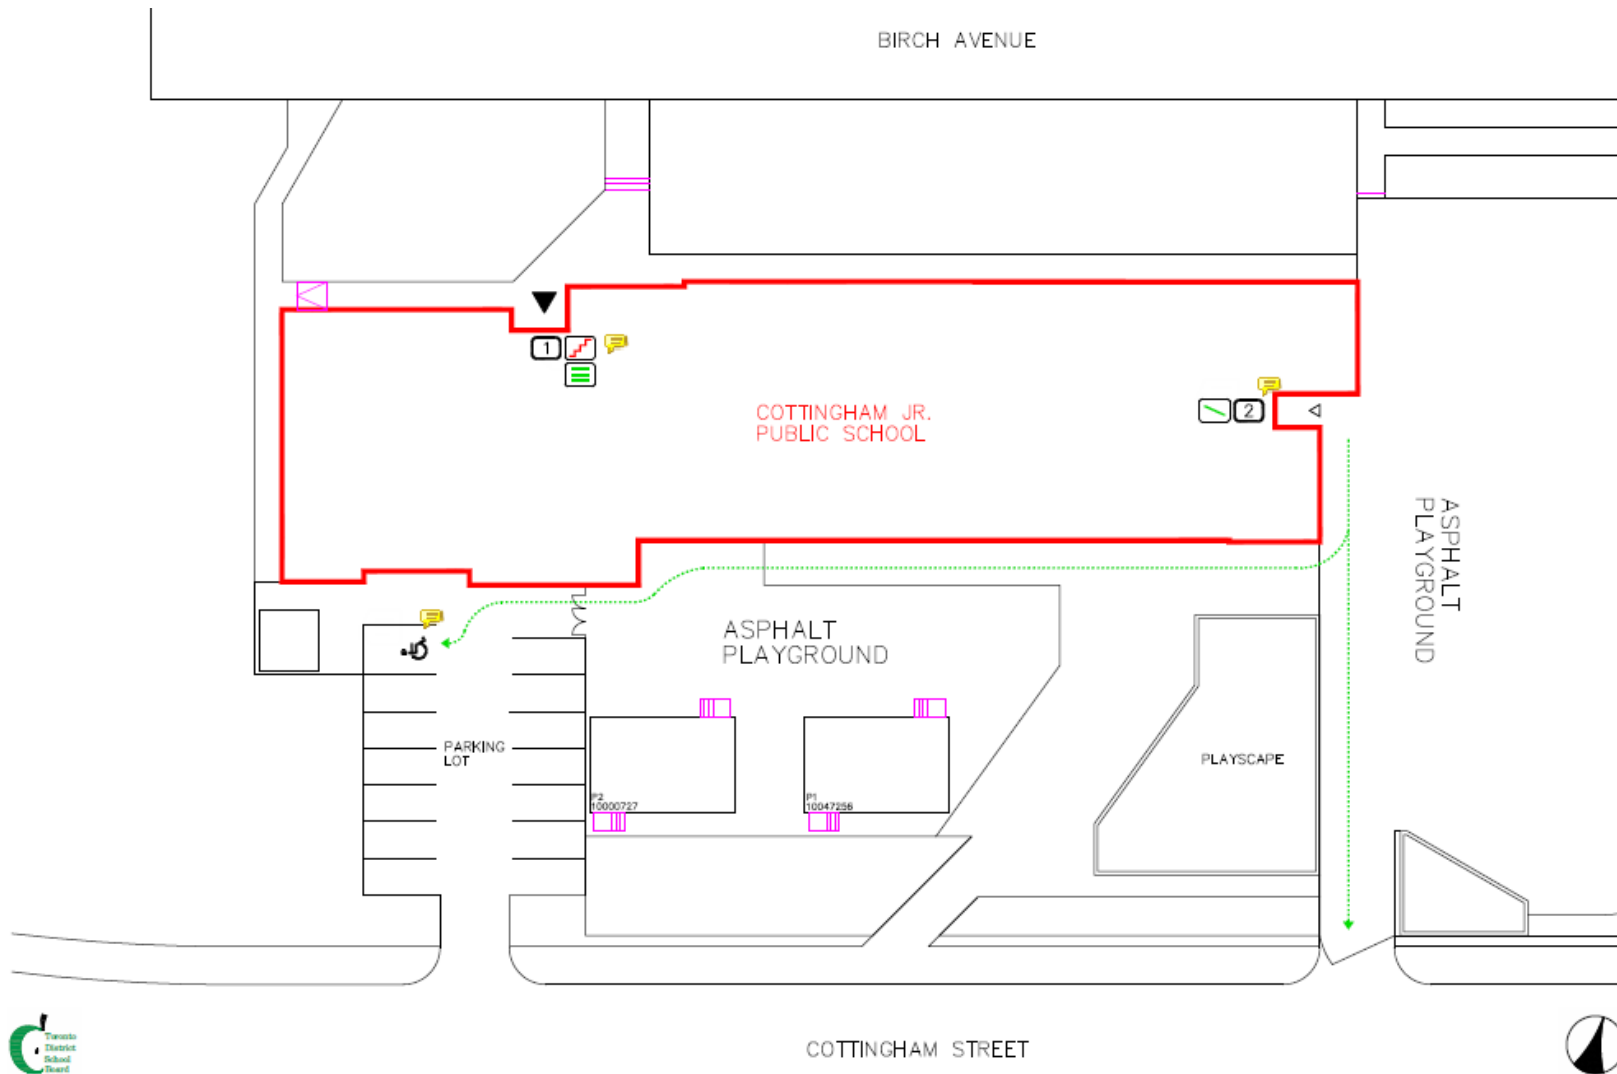 BIRCH AVENUE
1
COTTINGHAM JR.
PUBLIC SCHOOL
2
ASPHALT
PLAYGROUND
ASPHALT
PLAYGROUND
PARKING
LOT
PLAYSCAPE
P2
10000727
P1
10047256
Toronto
District
School
Board
COTTINGHAM STREET